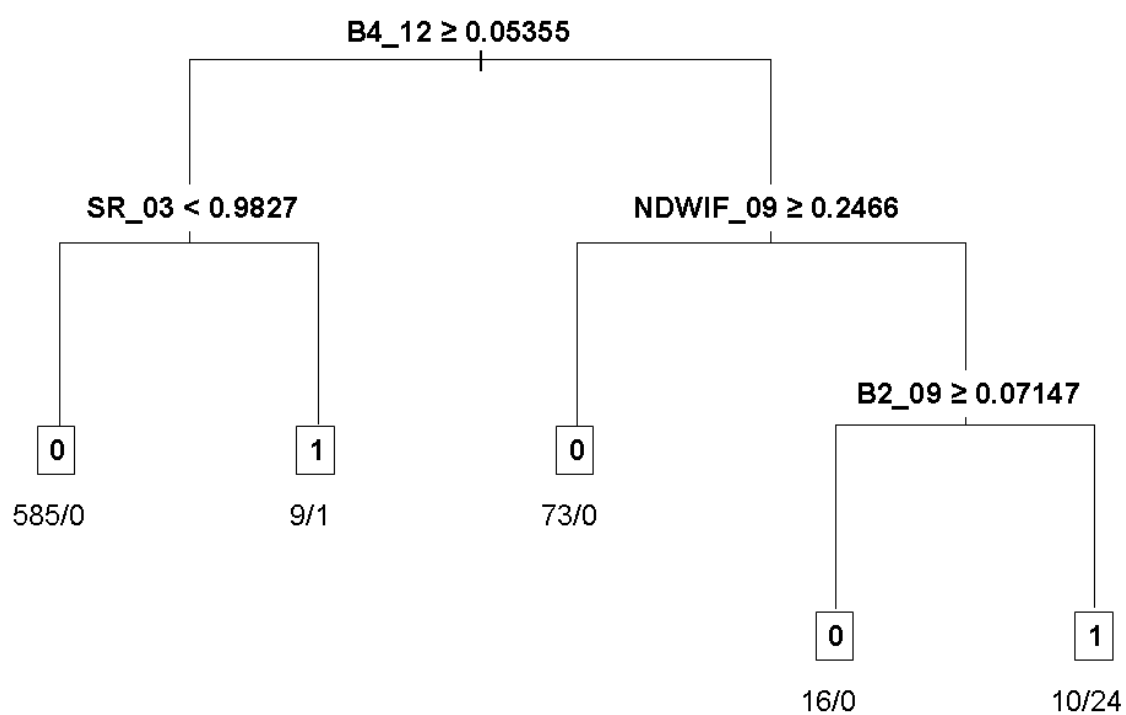 B4_12 ≥ 0.05355
SR_03 < 0.9827
NDWIF_09 ≥ 0.2466
B2_09 ≥ 0.07147
0
1
0
585/0
9/1
73/0
0
1
16/0
10/24